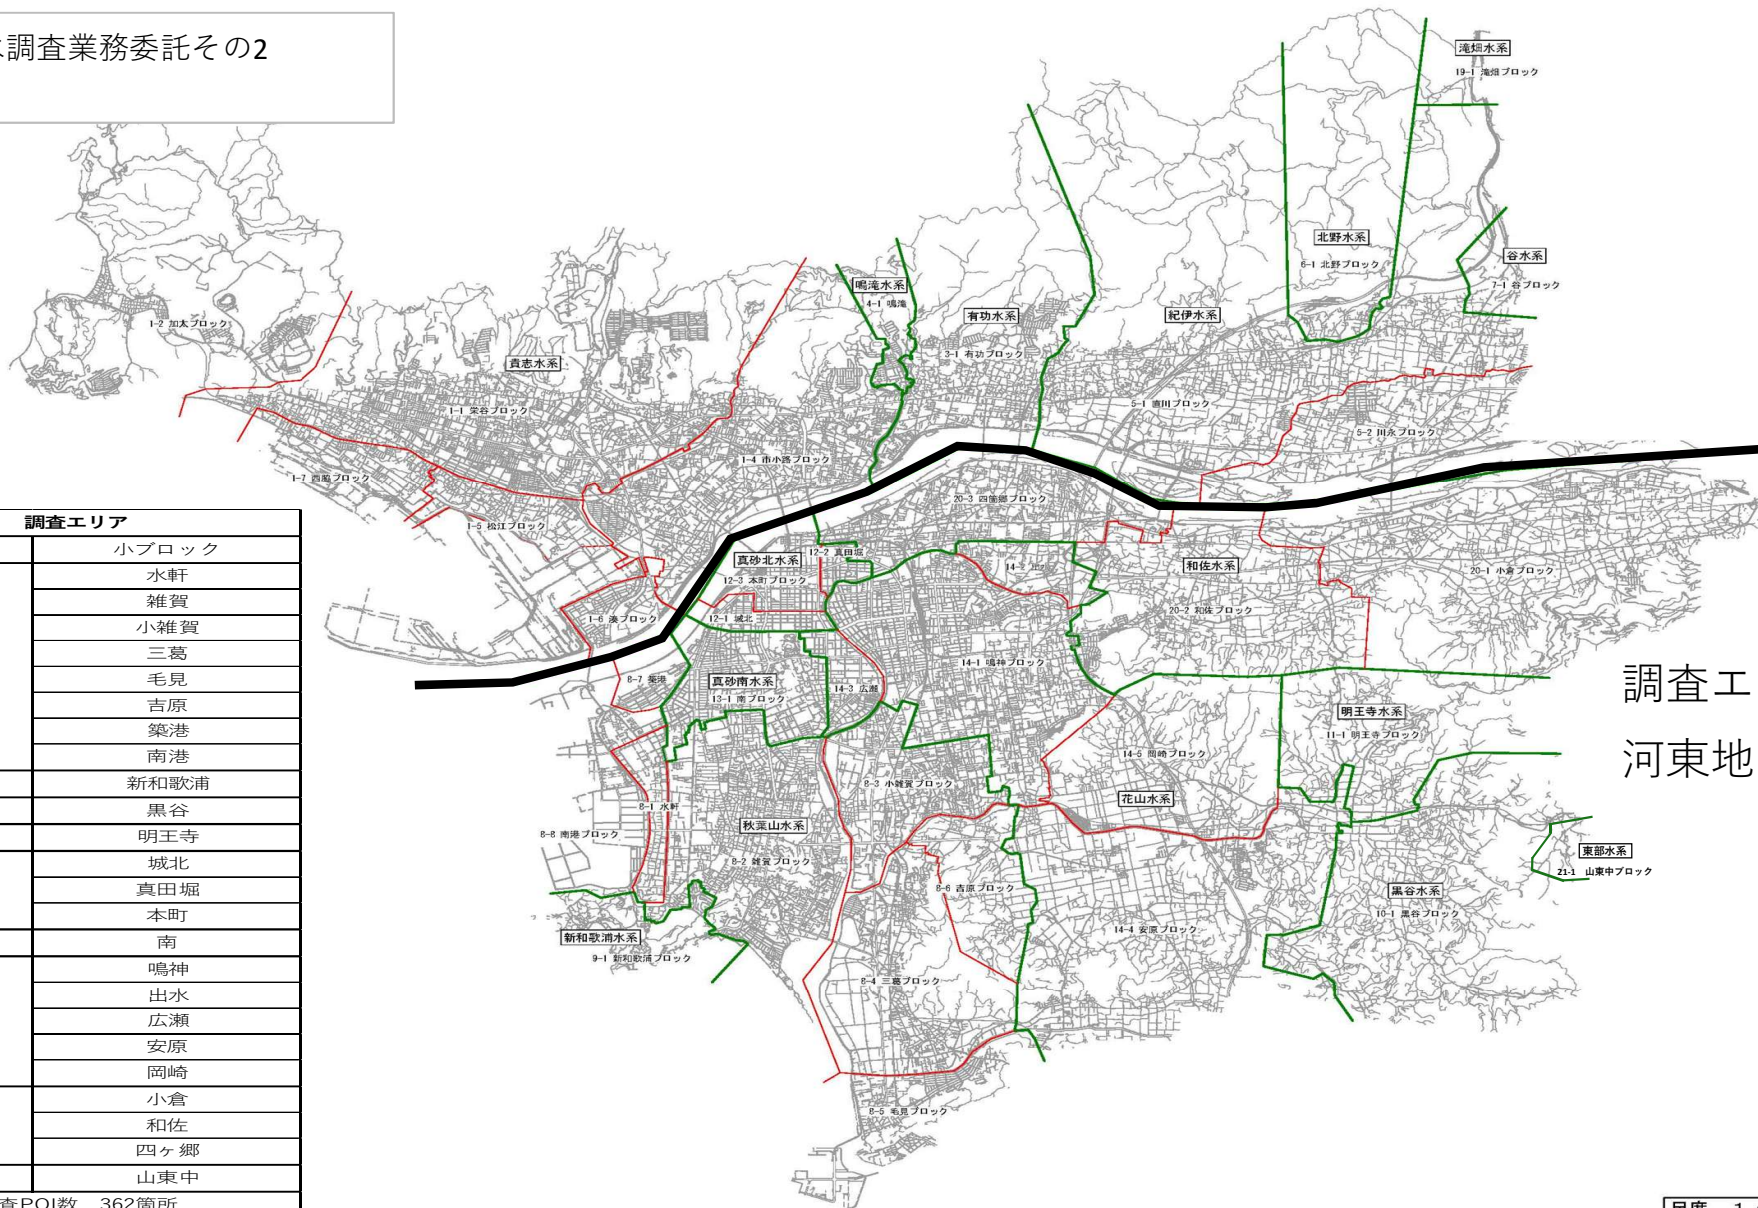 調査業務委託その2
滝畑水系
19-1 滝畑ブロック
北野水系
6-1 北野ブロック
谷水系
7-1 谷ブロック
鳴滝水系
4-1 鳴滝
有功水系
3-1 有功ブロック
紀伊水系
1-2 加太ブロック
貴志水系
1-1 栄谷ブロック
5-1 直川ブロック
5-2 川永ブロック
1-4 市小路ブロック
1-7 西脇ブロック
20-3 四箇郷ブロック
1-5 松江ブロック
真砂北水系
12-2 真田堀
12-3 本町ブロック
和佐水系
20-1 小倉ブロック
20-2 和佐ブロック
1-6 湊ブロック
12-1 城北
14-1 鳴神ブロック
8-7 築港
真砂南水系
13-1 南ブロック
14-3 広瀬
明王寺水系
11-1 明王寺ブロック
14-5 岡崎ブロック
花山水系
8-3 小雑賀ブロック
8-1 水軒
8-8 南港ブロック
秋葉山水系
8-2 雑賀ブロック
東部水系
21-1 山東中ブロック
8-6 吉原ブロック
黒谷水系
10-1 黒谷ブロック
14-4 安原ブロック
新和歌浦水系
9-1 新和歌浦ブロック
8-4 三葛ブロック
8-5 毛見ブロック
調査エ
河東地
調査エリア
小ブロック
水軒
雑賀
小雑賀
三葛
毛見
吉原
築港
南港
新和歌浦
黒谷
明王寺
城北
真田堀
本町
南
鳴神
出水
広瀬
安原
岡崎
小倉
和佐
四ヶ郷
山東中
査POI数 362箇所